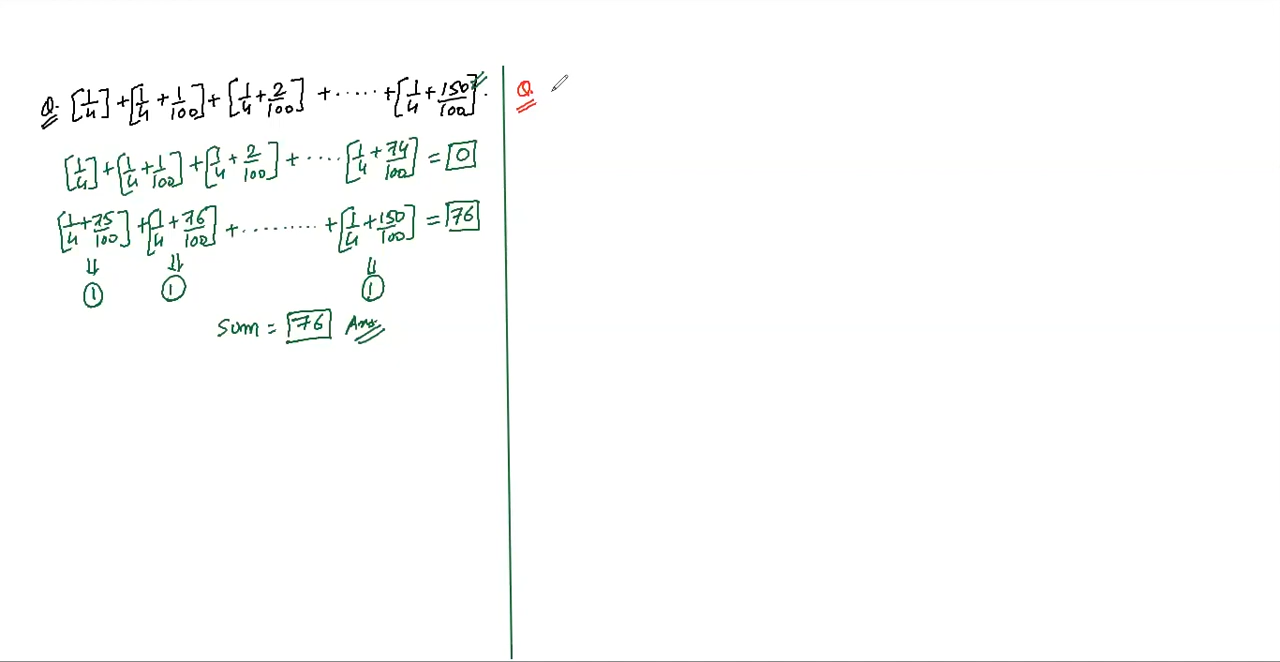 Q. [1/4] + [1/4 + 1/100] + [1/4 + 2/100] + ..... + [1/4 + 150/100].
[1/4] + [1/4 + 1/100] + [1/4 + 2/100] + .... [1/4 + 74/100] = 0
[1/4 + 75/100] + [1/4 + 76/100] + ......... + [1/4 + 150/100] = 76
⇓ ⇓ ⇓
1 1 1
Sum = 76 Ans
Q.